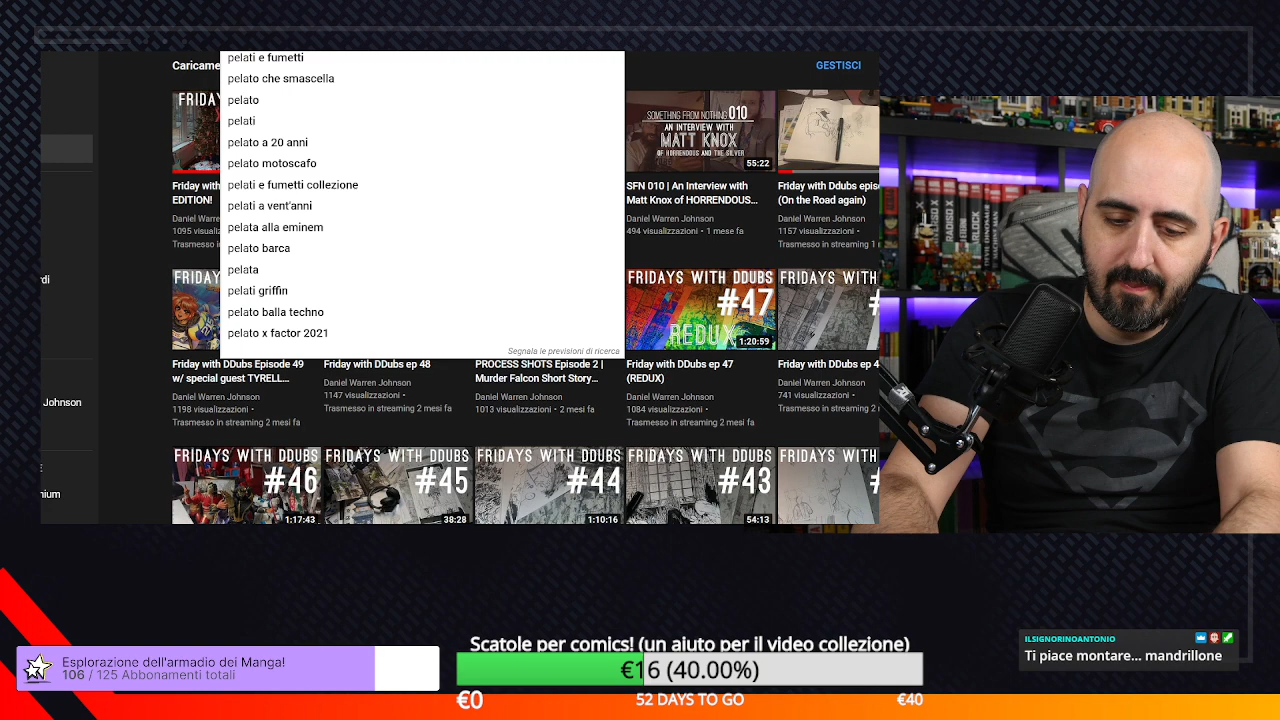 Caricame
GESTISCI
pelati e fumetti
pelato che smascella
pelato
pelati
pelato a 20 anni
pelato motoscafo
pelati e fumetti collezione
pelati a vent'anni
pelata alla eminem
pelato barca
pelata
pelati griffin
pelato balla techno
pelato x factor 2021
Segnala le previsioni di ricerca
FRIDA
Friday with
EDITION!
Daniel Warre
1095 visualizzazioni •
Trasmesso in
SOMETHING FROM NOTHING 010
AN INTERVIEW WITH
MATT KNOX
OF HORRENDOUS AND THE SILVER
55:22
SFN 010 | An Interview with
Matt Knox of HORRENDOUS...
Daniel Warren Johnson
494 visualizzazioni • 1 mese fa
Friday with Ddubs epis
(On the Road again)
Daniel Warren Johnson
1157 visualizzazioni •
Trasmesso in streaming 1
FRIDA
Friday with DDubs Episode 49
w/ special guest TYRELL...
Daniel Warren Johnson
1198 visualizzazioni •
Trasmesso in streaming 2 mesi fa
Friday with DDubs ep 48
Daniel Warren Johnson
1147 visualizzazioni •
Trasmesso in streaming 2 mesi fa
PROCESS SHOTS Episode 2 |
Murder Falcon Short Story...
Daniel Warren Johnson
1013 visualizzazioni • 2 mesi fa
FRIDAYS WITH DDUBS
#47
REDUX
1:20:59
Friday with DDubs ep 47
(REDUX)
Daniel Warren Johnson
1084 visualizzazioni •
Trasmesso in streaming 2 mesi fa
FRIDAYS WITH
#
Friday with DDubs ep 4
Daniel Warren Johnson
741 visualizzazioni •
Trasmesso in streaming 2
FRIDAYS WITH DDUBS
#46
1:17:43
FRIDAYS WITH DDUBS
#45
38:28
FRIDAYS WITH DDUBS
#44
1:10:16
FRIDAYS WITH DDUBS
#43
54:13
FRIDAYS WITH
#
rdi
Johnson
nium
RADISO X
DEVIL DINOSAUR
Esplorazione dell'armadio dei Manga!
106 / 125 Abbonamenti totali
Scatole per comics! (un aiuto per il video collezione)
€16 (40.00%)
€0
52 DAYS TO GO
€40
ILSIGNORINOANTONIO
Ti piace montare... mandrillone